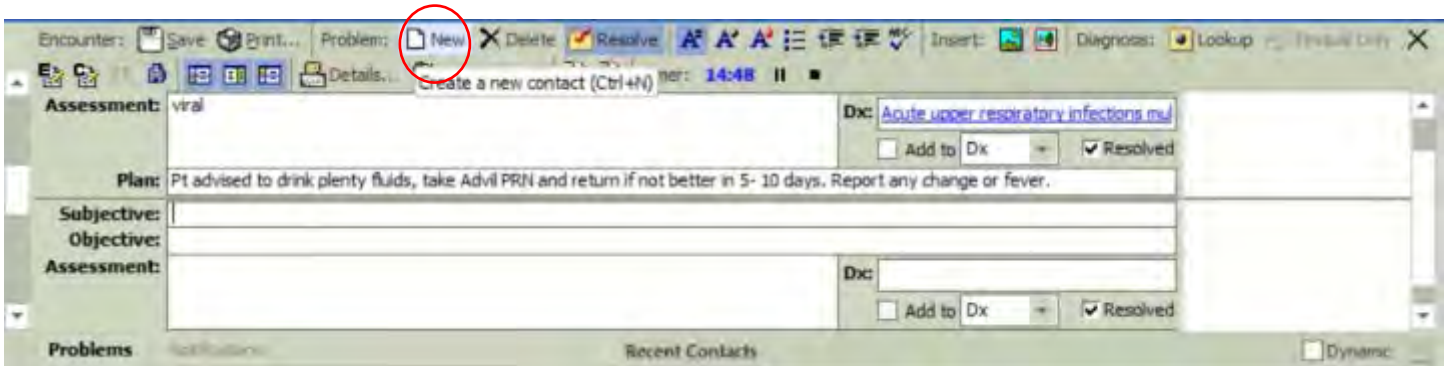 Encounter: Save Print... Problem: New Delete Resolve A A A Insert: Diagnosis: Lookup
Details... Create a new contact (Ctrl+N) ner: 14:48
Assessment: viral Dx: Acute upper respiratory infections mul
Add to Dx Resolved
Plan: Pt advised to drink plenty fluids, take Advil PRN and return if not better in 5- 10 days. Report any change or fever.
Subjective:
Objective:
Assessment: Dx:
Add to Dx Resolved
Problems Recent Contacts Dynamic